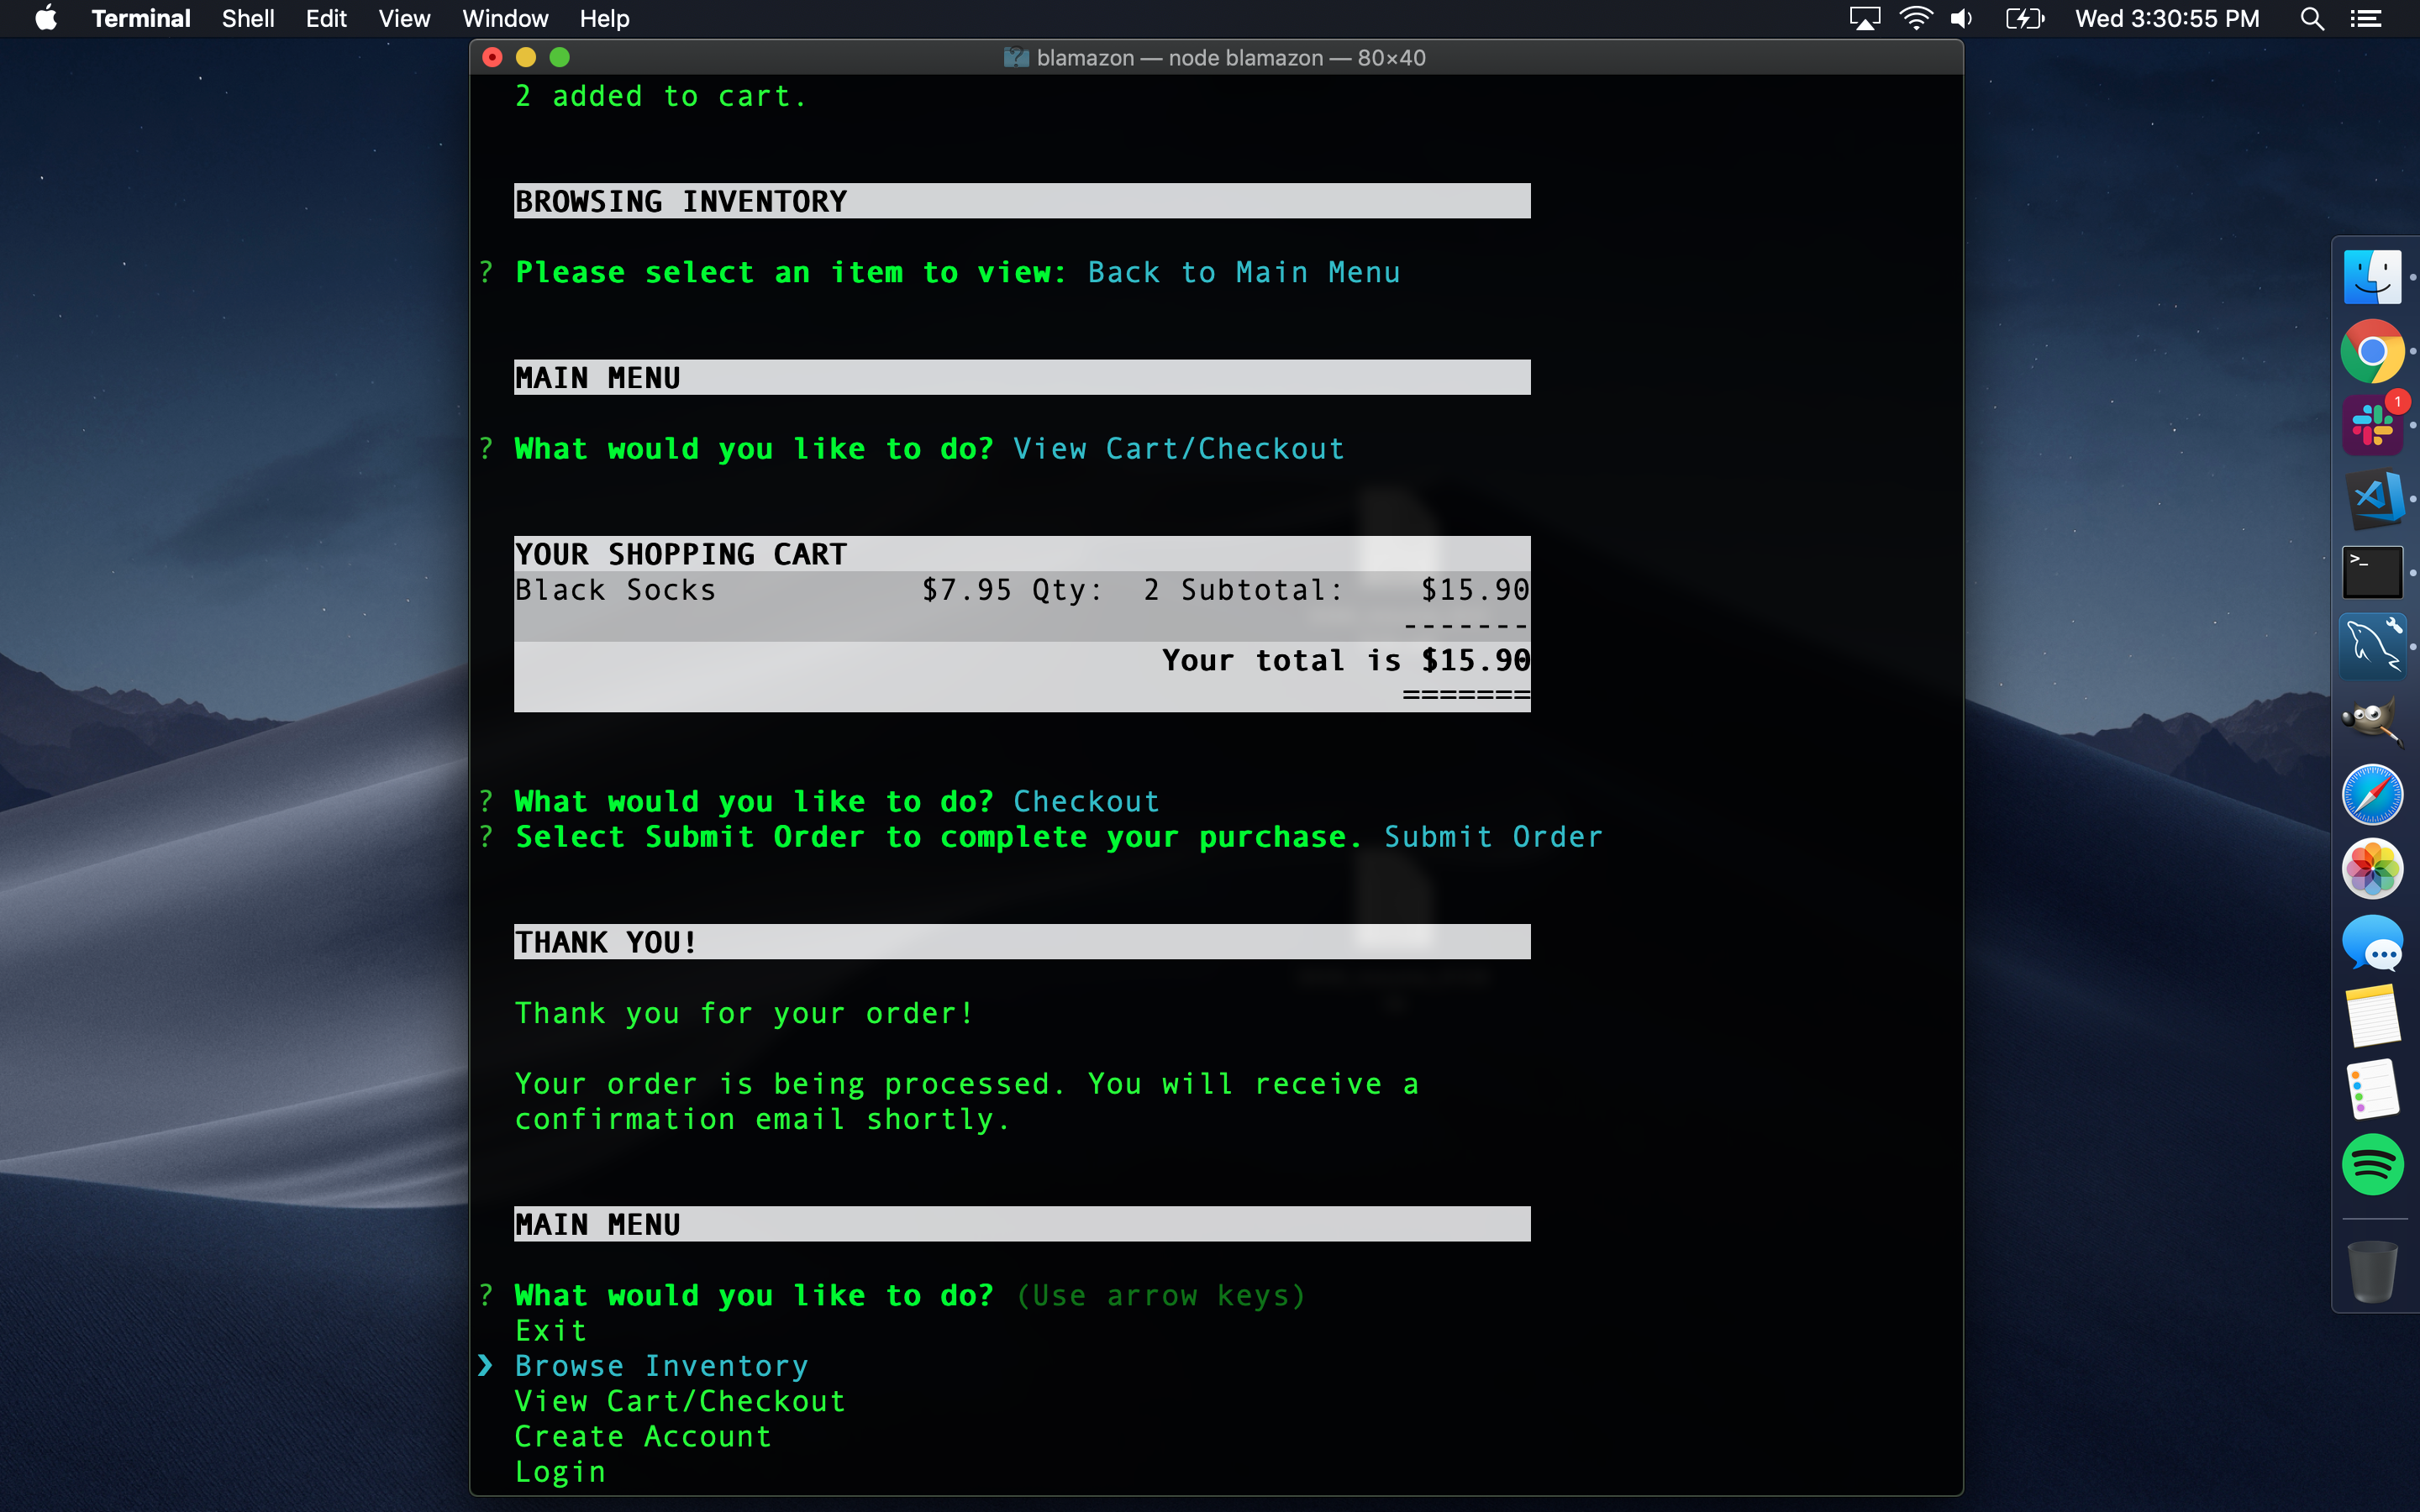 Terminal Shell Edit View Window Help Wed 3:30:55 PM
blamazon — node blamazon — 80×40
2 added to cart.
BROWSING INVENTORY
? Please select an item to view: Back to Main Menu
MAIN MENU
? What would you like to do? View Cart/Checkout
YOUR SHOPPING CART
Black Socks $7.95 Qty: 2 Subtotal: $15.90
-------
Your total is $15.90
=======
? What would you like to do? Checkout
? Select Submit Order to complete your purchase. Submit Order
THANK YOU!
Thank you for your order!
Your order is being processed. You will receive a
confirmation email shortly.
MAIN MENU
? What would you like to do? (Use arrow keys)
Exit
❯ Browse Inventory
View Cart/Checkout
Create Account
Login
1
>_